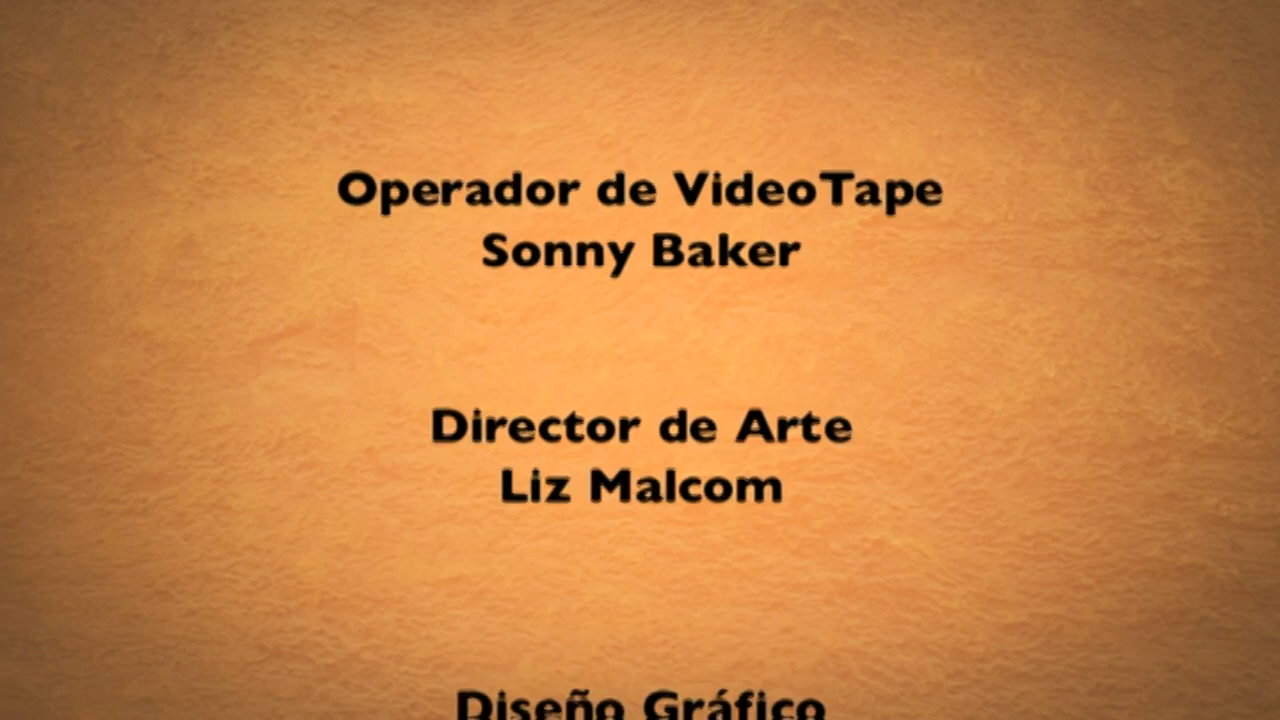 Operador de VideoTape
Sonny Baker
Director de Arte
Liz Malcom
Diseño Gráfico